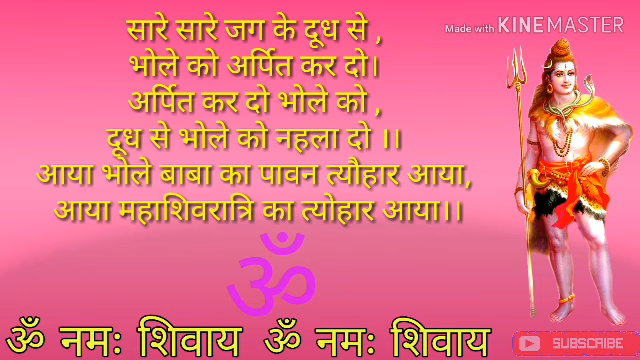 Made with KINEMASTER
सारे सारे जग के दूध से ,
भोले को अर्पित कर दो।
अर्पित कर दो भोले को ,
दूध से भोले को नहला दो ।।
आया भोले बाबा का पावन त्यौहार आया,
आया महाशिवरात्रि का त्योहार आया।।
ॐ
ॐ नमः शिवाय ॐ नमः शिवाय
SUBSCRIBE